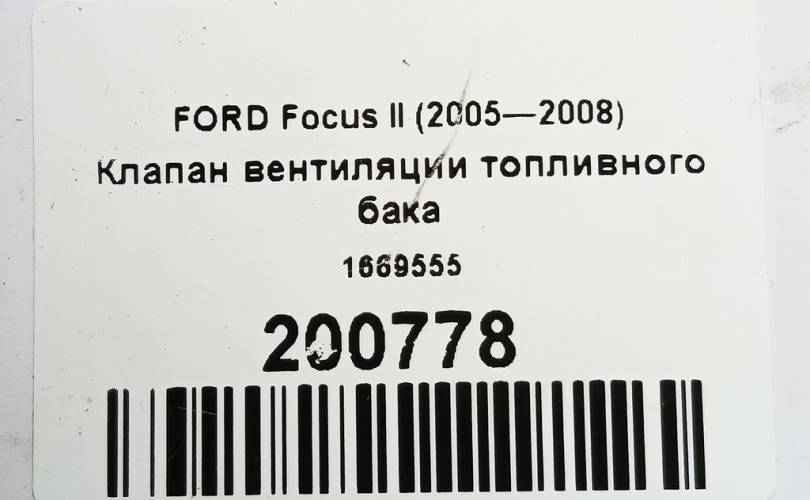 FORD Focus II (2005—2008)
Клапан вентиляции топливного
бака
1669555
200778